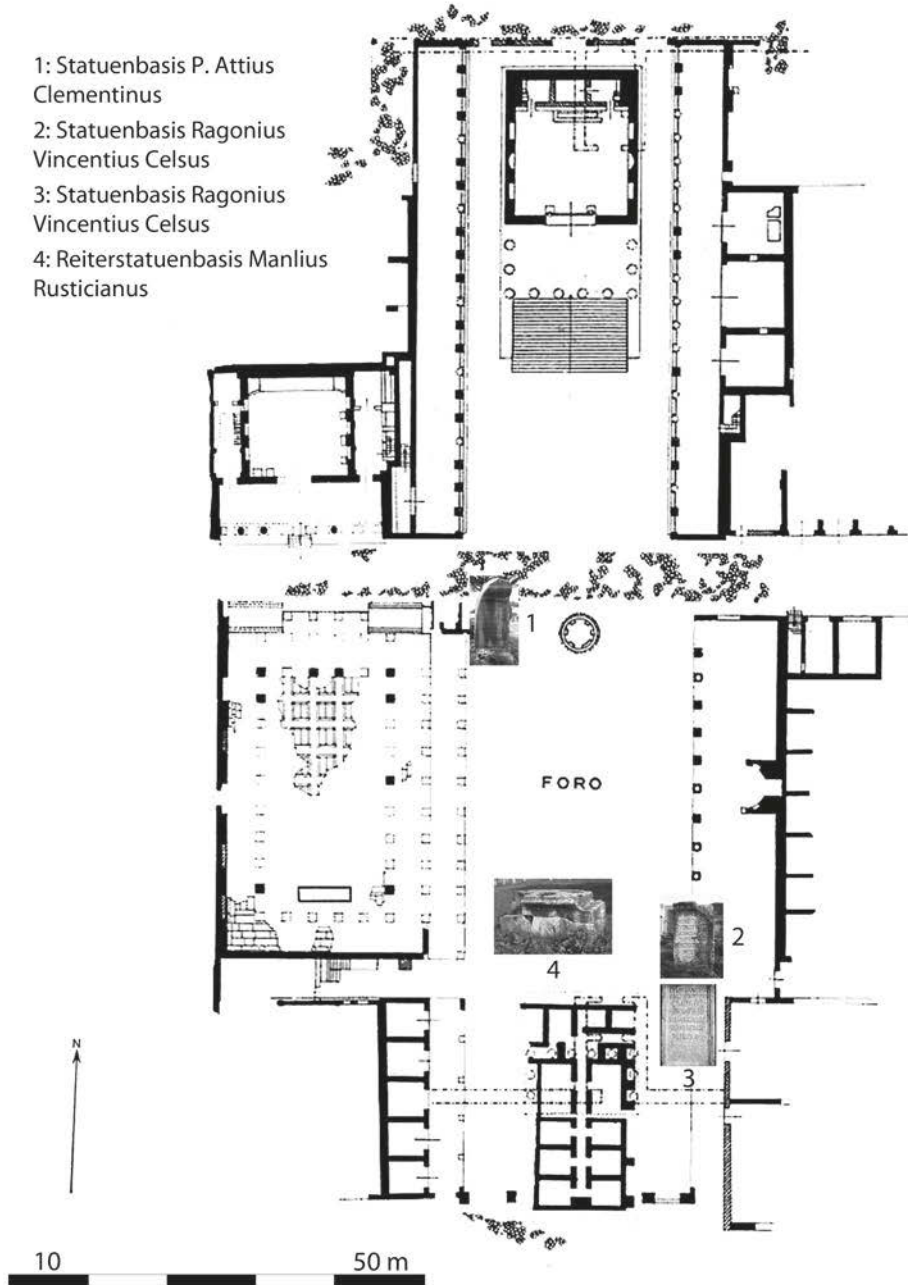 1: Statuenbasis P. Attius
Clementinus
2: Statuenbasis Ragonius
Vincentius Celsus
3: Statuenbasis Ragonius
Vincentius Celsus
4: Reiterstatuenbasis Manlius
Rusticianus
1
FORO
2
4
3
N
10 50 m